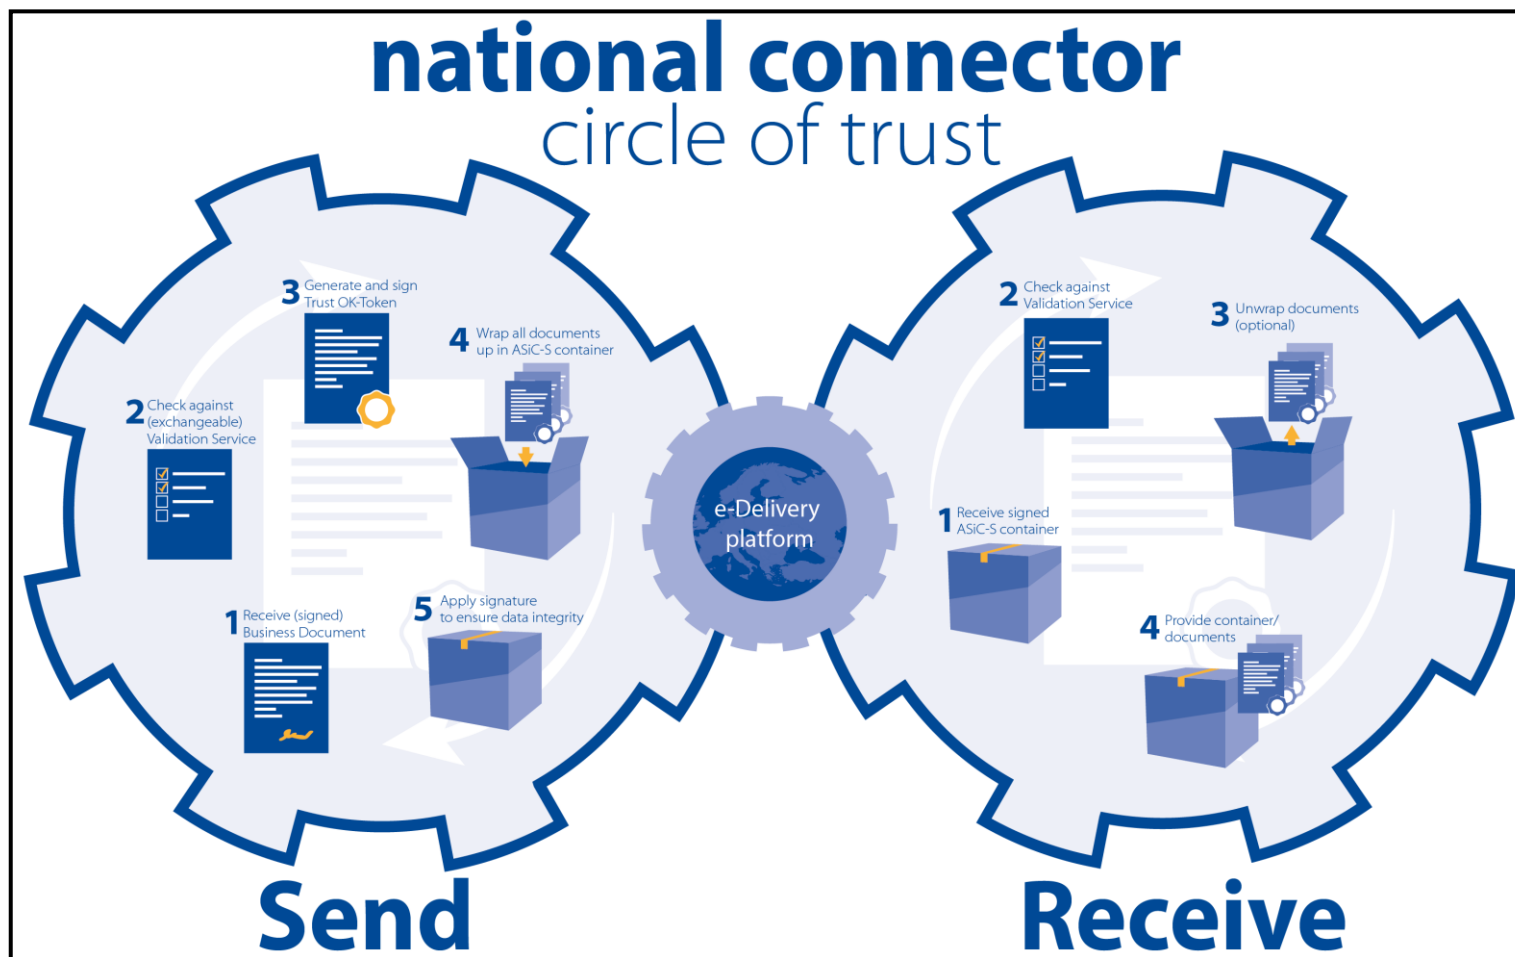 national connector
circle of trust
3 Generate and sign
Trust OK-Token
4 Wrap all documents
up in ASiC-S container
2 Check against
(exchangeable)
Validation Service
1 Receive (signed)
Business Document
5 Apply signature
to ensure data integrity
e-Delivery
platform
2 Check against
Validation Service
3 Unwrap documents
(optional)
1 Receive signed
ASiC-S container
4 Provide container/
documents
Send
Receive